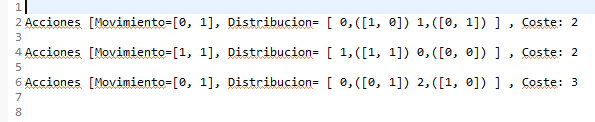 1
2 Acciones [Movimiento=[0, 1], Distribucion= [ 0,([1, 0]) 1,([0, 1]) ] , Coste: 2
3
4 Acciones [Movimiento=[1, 1], Distribucion= [ 1,([1, 1]) 0,([0, 0]) ] , Coste: 2
5
6 Acciones [Movimiento=[0, 1], Distribucion= [ 0,([0, 1]) 2,([1, 0]) ] , Coste: 3
7
8